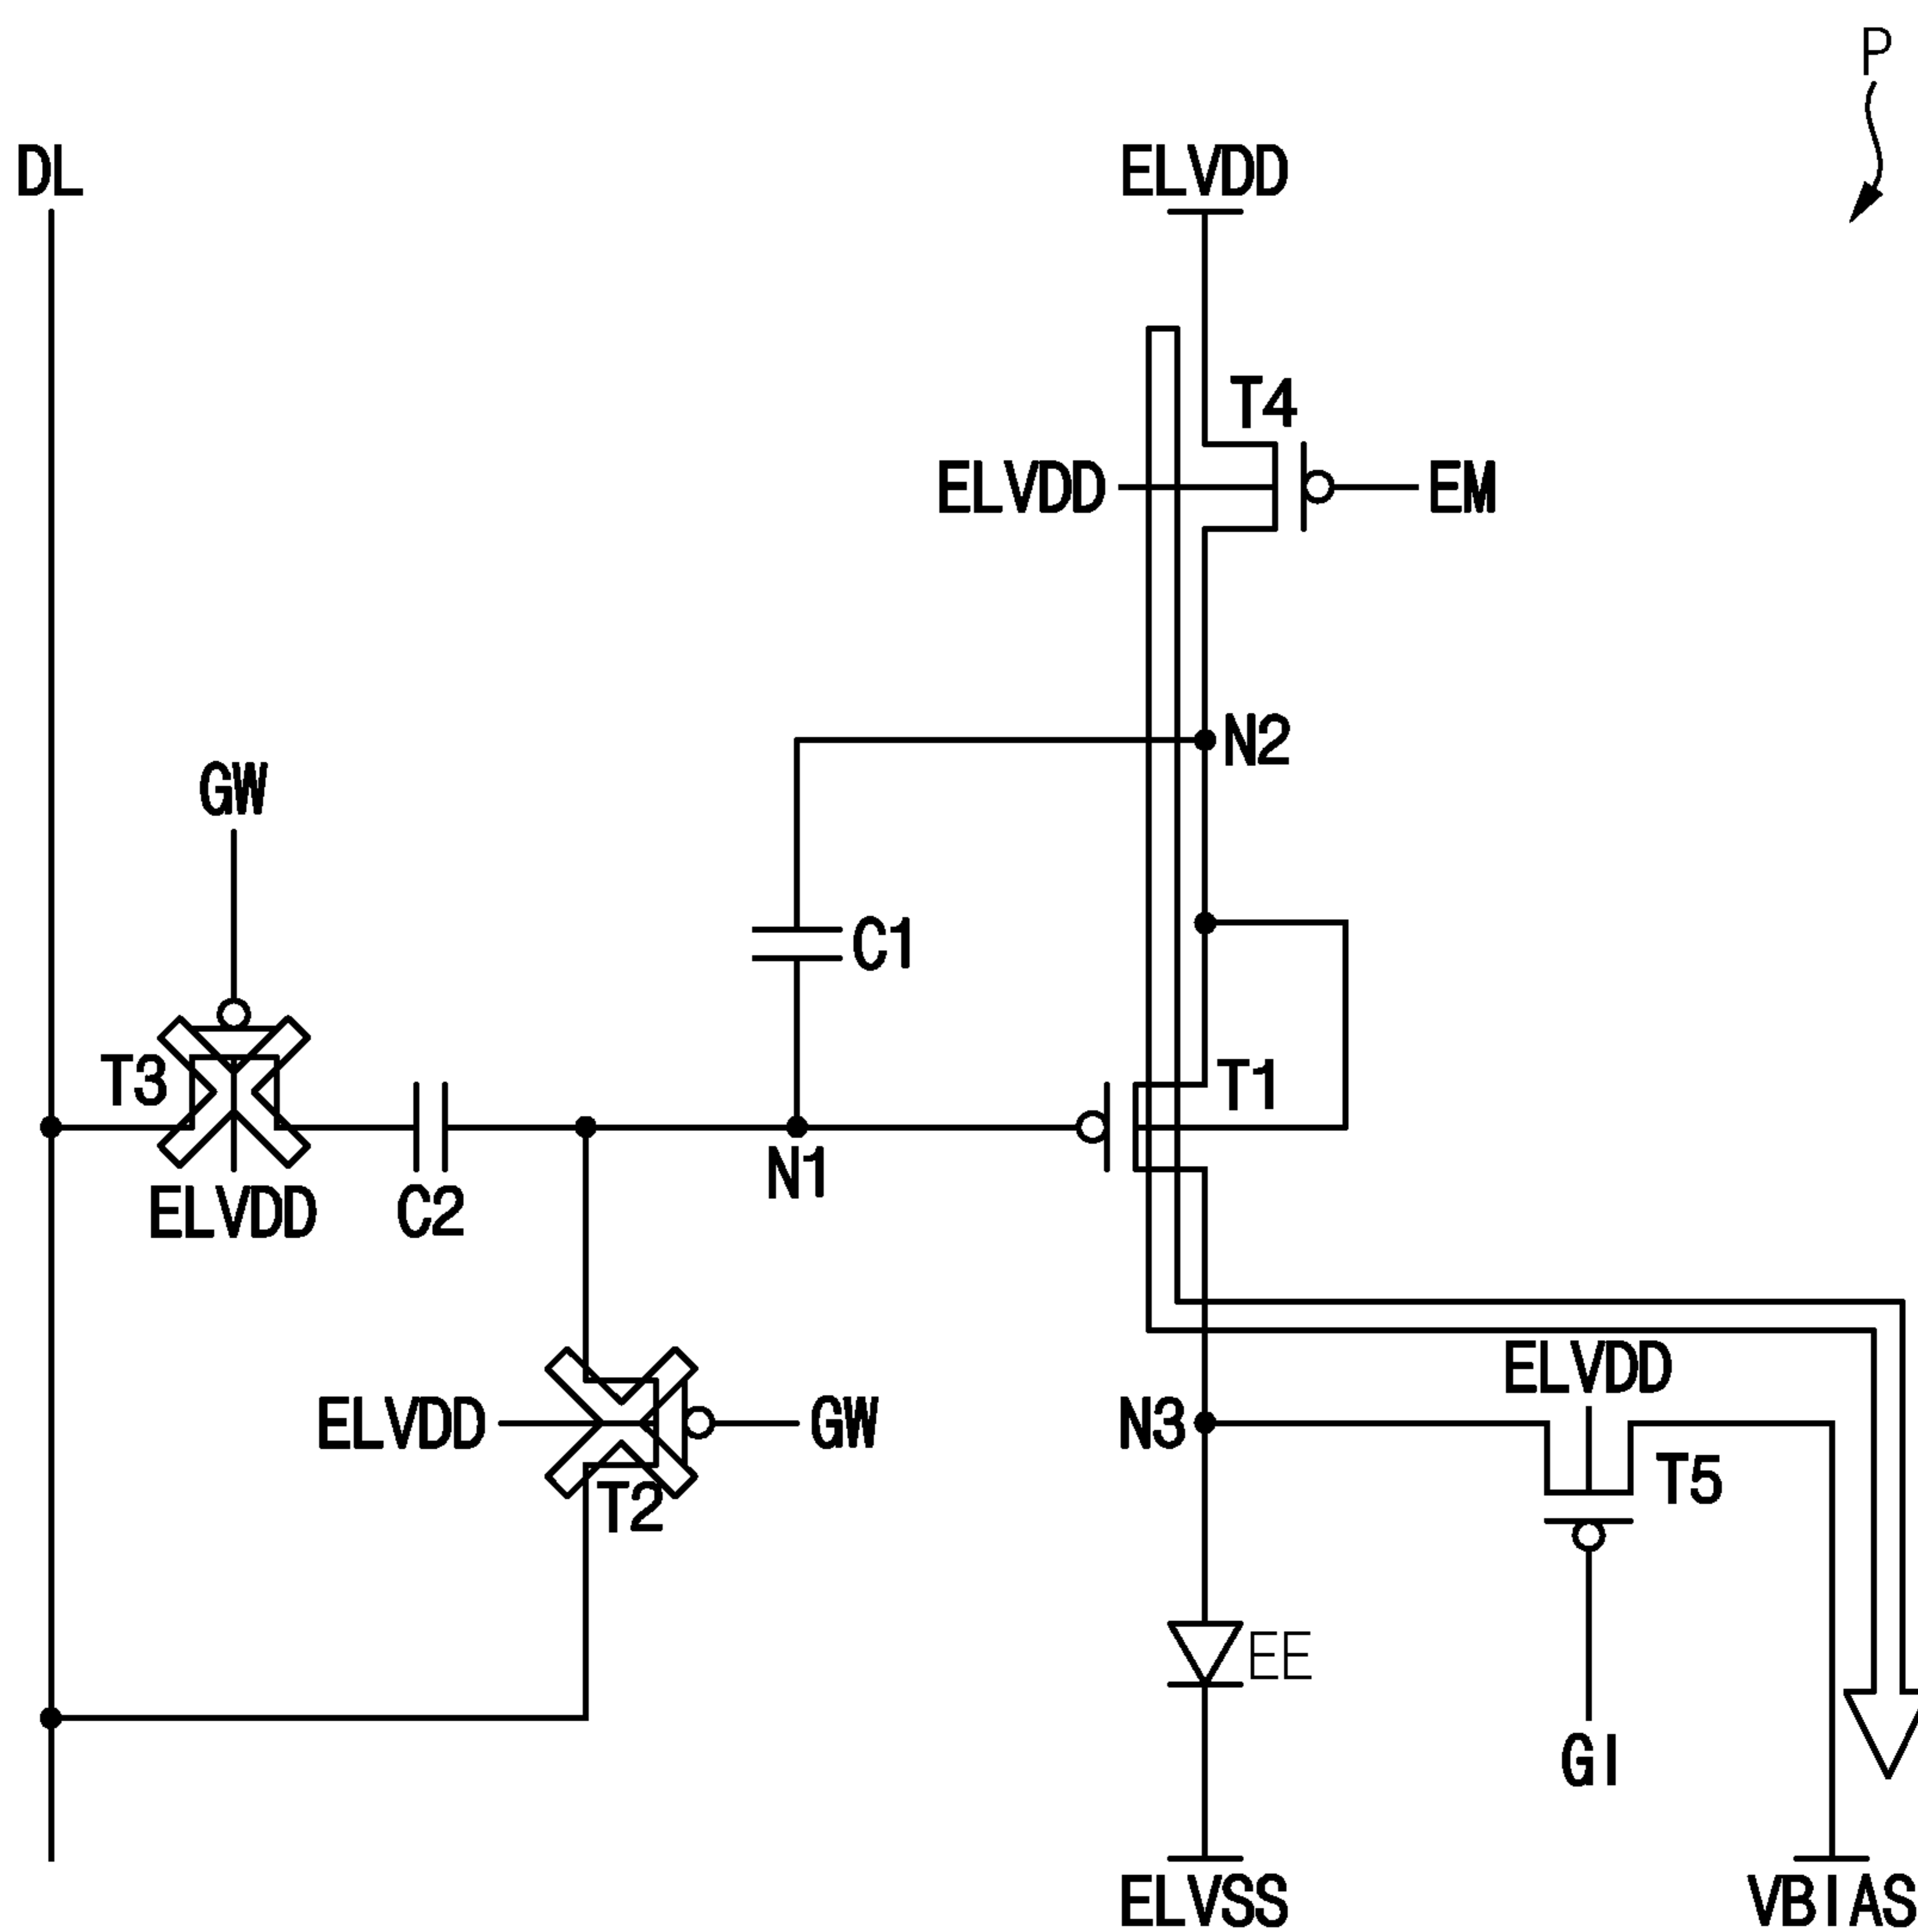 P
DL
ELVDD
T4
ELVDD
EM
N2
GW
C1
T3
T1
N1
ELVDD
C2
ELVDD
ELVDD
GW
N3
T5
T2
EE
GI
ELVSS
VBIAS